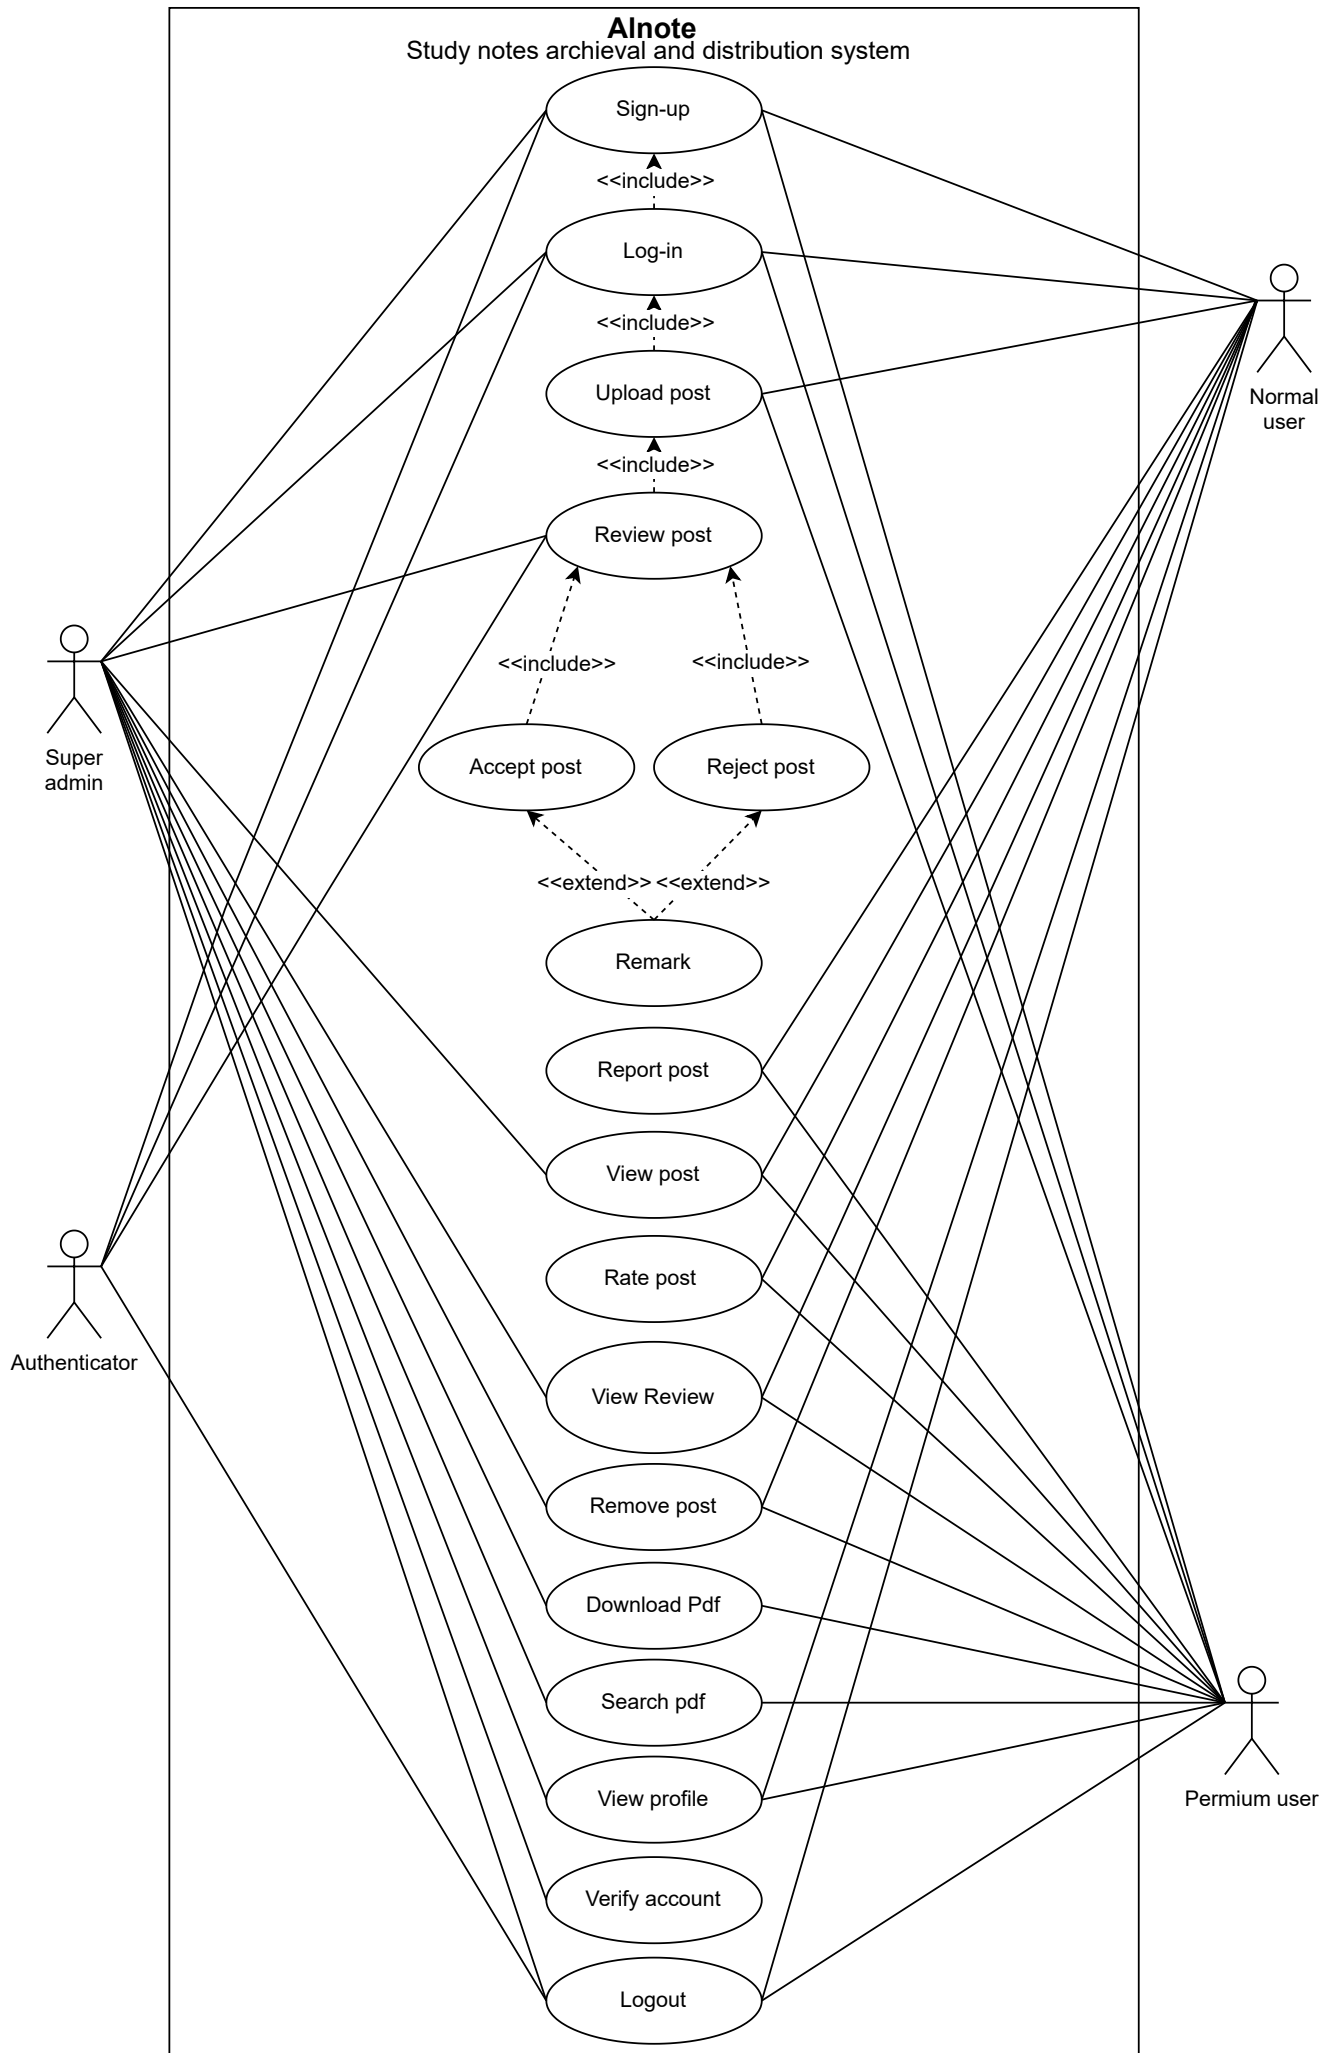 AInote
Study notes archieval and distribution system
Sign-up
<<include>>
Log-in
<<include>>
Upload post
<<include>>
Normal
user
Review post
<<include>>
<<include>>
Super
admin
Accept post
Reject post
<<extend>>
<<extend>>
Remark
Report post
View post
Rate post
Authenticator
View Review
Remove post
Download Pdf
Search pdf
View profile
Permium user
Verify account
Logout